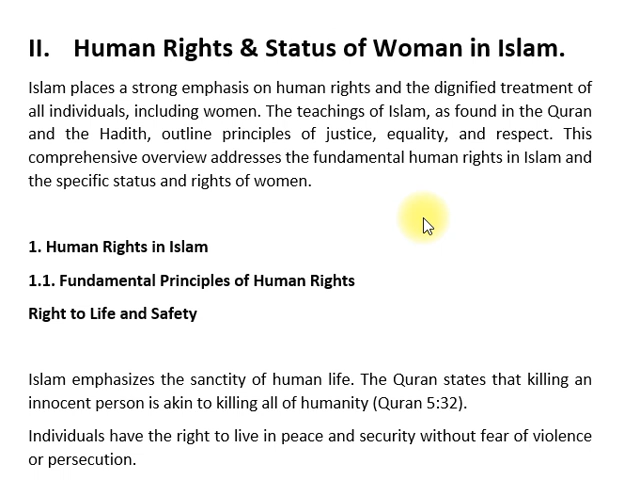 II. Human Rights & Status of Woman in Islam.
Islam places a strong emphasis on human rights and the dignified treatment of
all individuals, including women. The teachings of Islam, as found in the Quran
and the Hadith, outline principles of justice, equality, and respect. This
comprehensive overview addresses the fundamental human rights in Islam and
the specific status and rights of women.
1. Human Rights in Islam
1.1. Fundamental Principles of Human Rights
Right to Life and Safety
Islam emphasizes the sanctity of human life. The Quran states that killing an
innocent person is akin to killing all of humanity (Quran 5:32).
Individuals have the right to live in peace and security without fear of violence
or persecution.